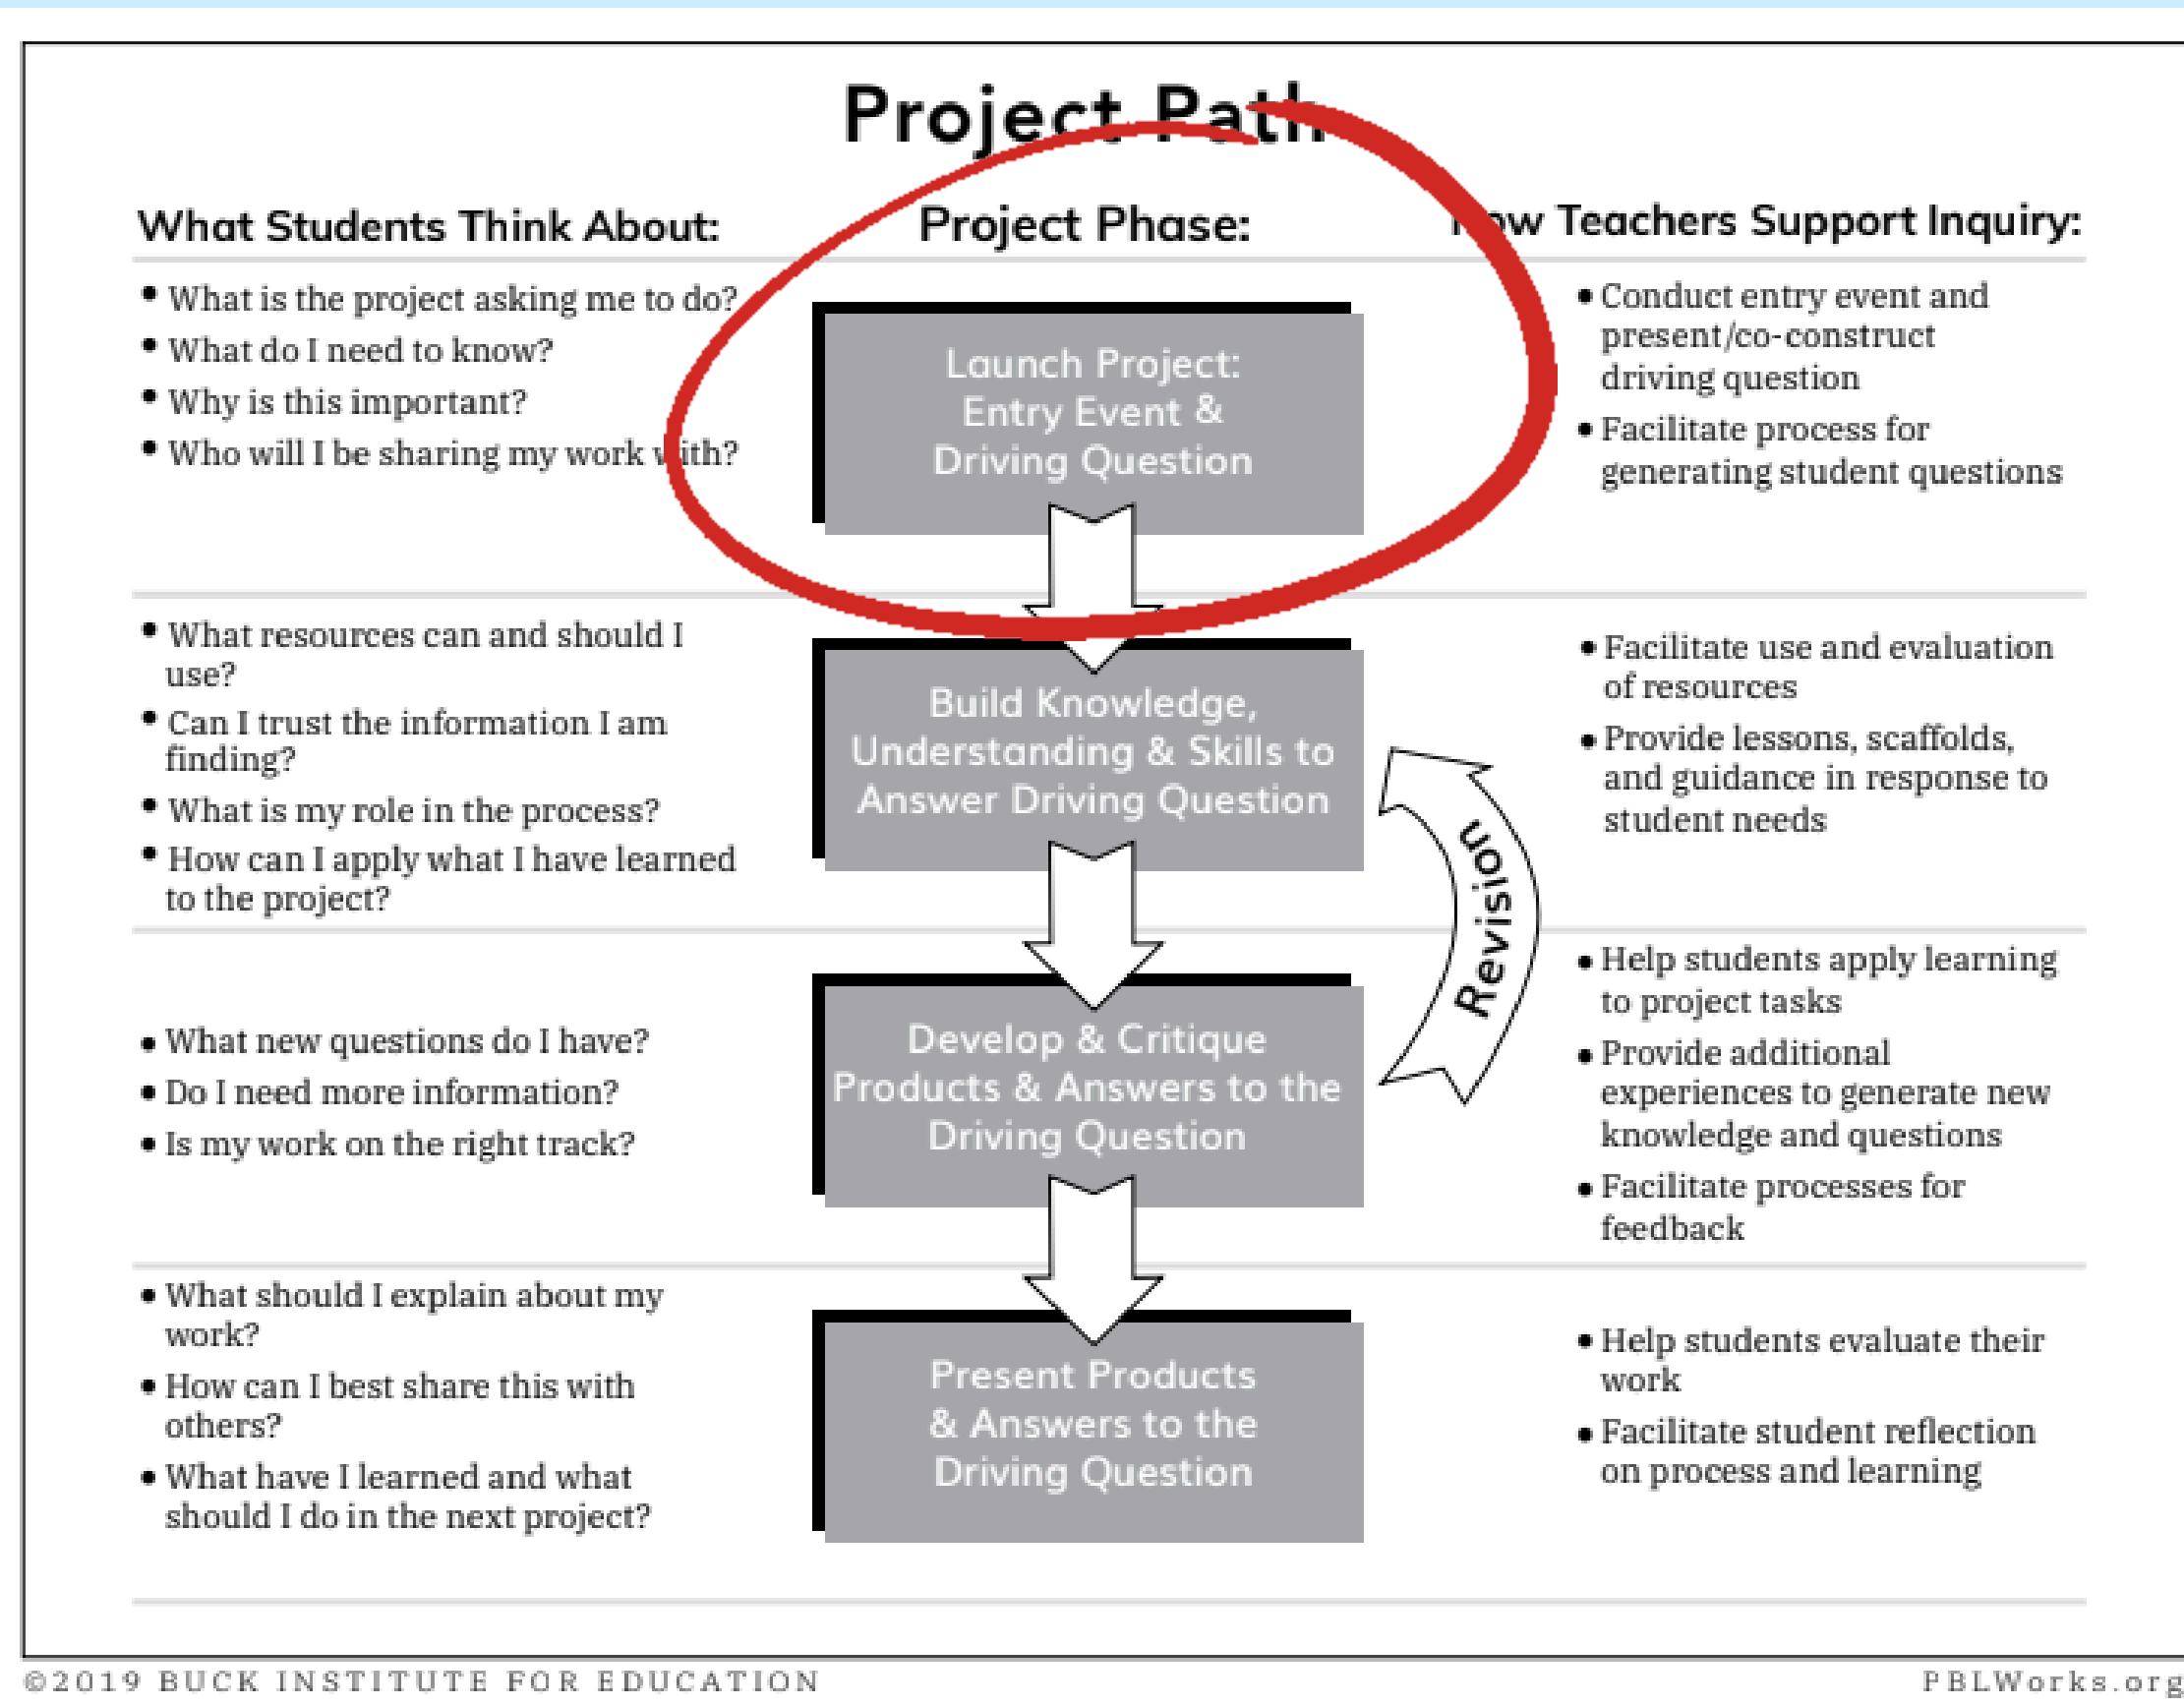 Project Path
What Students Think About:
Project Phase:
How Teachers Support Inquiry:
• What is the project asking me to do?
• What do I need to know?
• Why is this important?
• Who will I be sharing my work with?
Launch Project:
Entry Event &
Driving Question
• Conduct entry event and
present/co-construct
driving question
• Facilitate process for
generating student questions
• What resources can and should I
use?
• Can I trust the information I am
finding?
• What is my role in the process?
• How can I apply what I have learned
to the project?
Build Knowledge,
Understanding & Skills to
Answer Driving Question
• Facilitate use and evaluation
of resources
• Provide lessons, scaffolds,
and guidance in response to
student needs
Revision
• What new questions do I have?
• Do I need more information?
• Is my work on the right track?
Develop & Critique
Products & Answers to the
Driving Question
• Help students apply learning
to project tasks
• Provide additional
experiences to generate new
knowledge and questions
• Facilitate processes for
feedback
• What should I explain about my
work?
• How can I best share this with
others?
• What have I learned and what
should I do in the next project?
Present Products
& Answers to the
Driving Question
• Help students evaluate their
work
• Facilitate student reflection
on process and learning
©2019 BUCK INSTITUTE FOR EDUCATION
PBLWorks.org